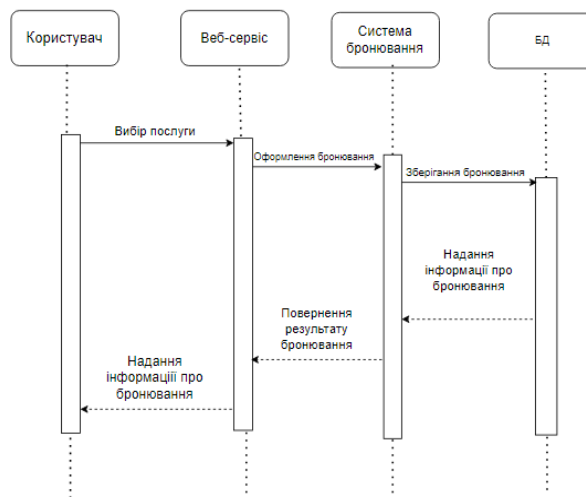 Користувач
Веб-сервіс
Система
бронювання
БД
Вибір послуги
Оформлення бронювання
Зберігання бронювання
Надання
інформації про
бронювання
Повернення
результату
бронювання
Надання
інформаціії про
бронювання